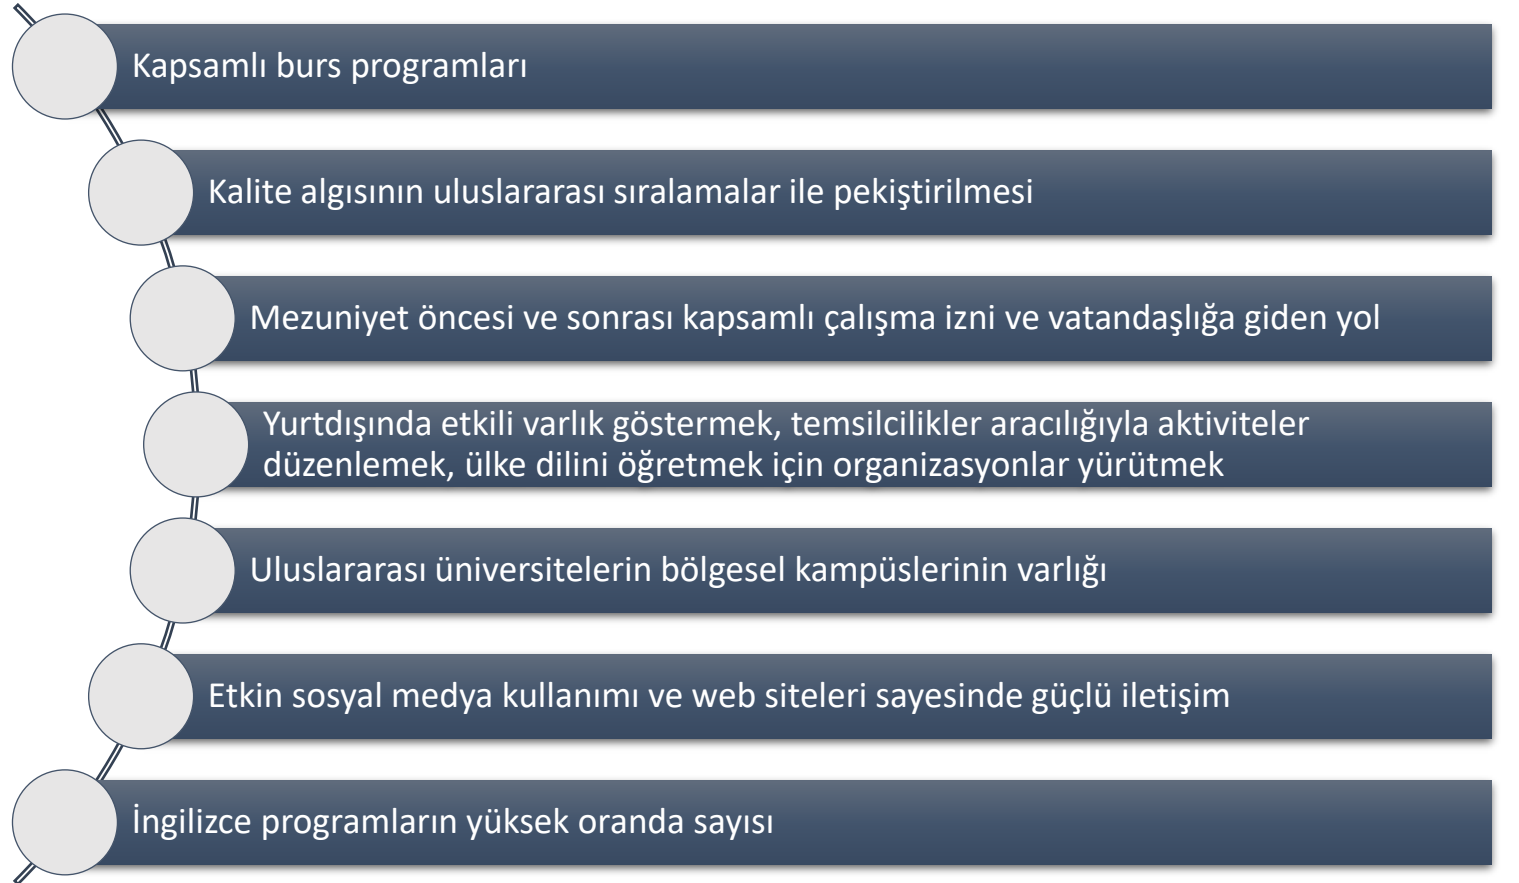 Kapsamlı burs programları
Kalite algısının uluslararası sıralamalar ile pekiştirilmesi
Mezuniyet öncesi ve sonrası kapsamlı çalışma izni ve vatandaşlığa giden yol
Yurtdışında etkili varlık göstermek, temsilcilikler aracılığıyla aktiviteler
düzenlemek, ülke dilini öğretmek için organizasyonlar yürütmek
Uluslararası üniversitelerin bölgesel kampüslerinin varlığı
Etkin sosyal medya kullanımı ve web siteleri sayesinde güçlü iletişim
İngilizce programların yüksek oranda sayısı